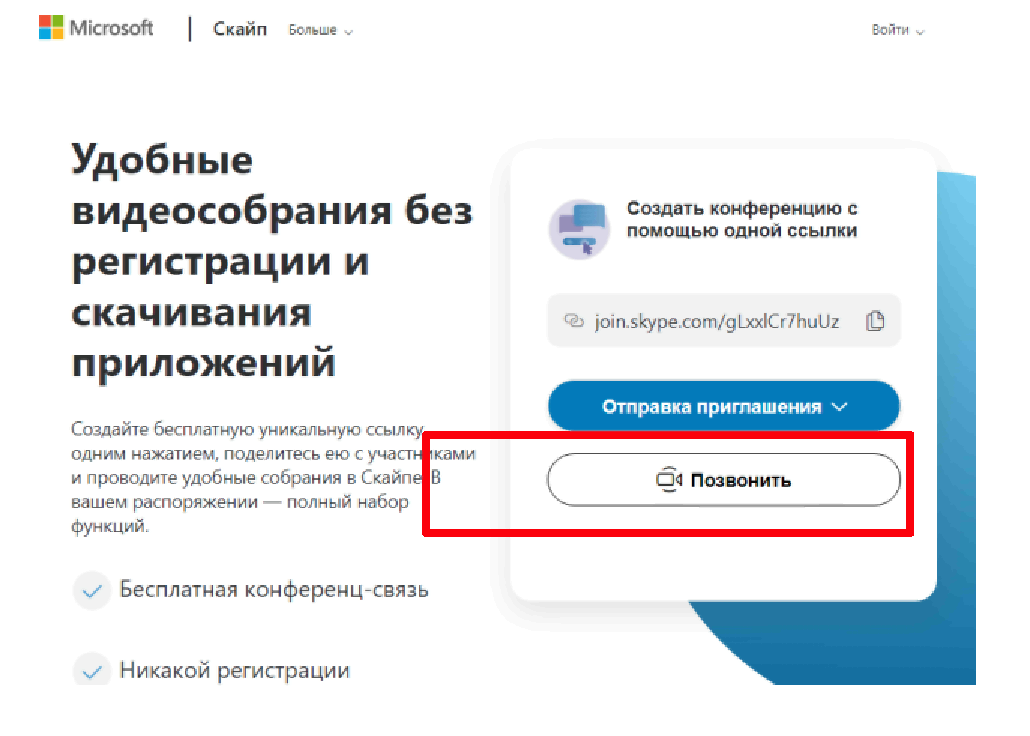 Microsoft | Скайп Больше Войти
Удобные
видеособрания без
регистрации и
скачивания
приложений
Создайте бесплатную уникальную ссылку
одним нажатием, поделитесь ею с участниками
и проводите удобные собрания в Скайпе. В
вашем распоряжении — полный набор
функций.
Бесплатная конференц-связь
Никакой регистрации
Создать конференцию с
помощью одной ссылки
join.skype.com/gLxxlCr7huUz
Отправка приглашения
Позвонить